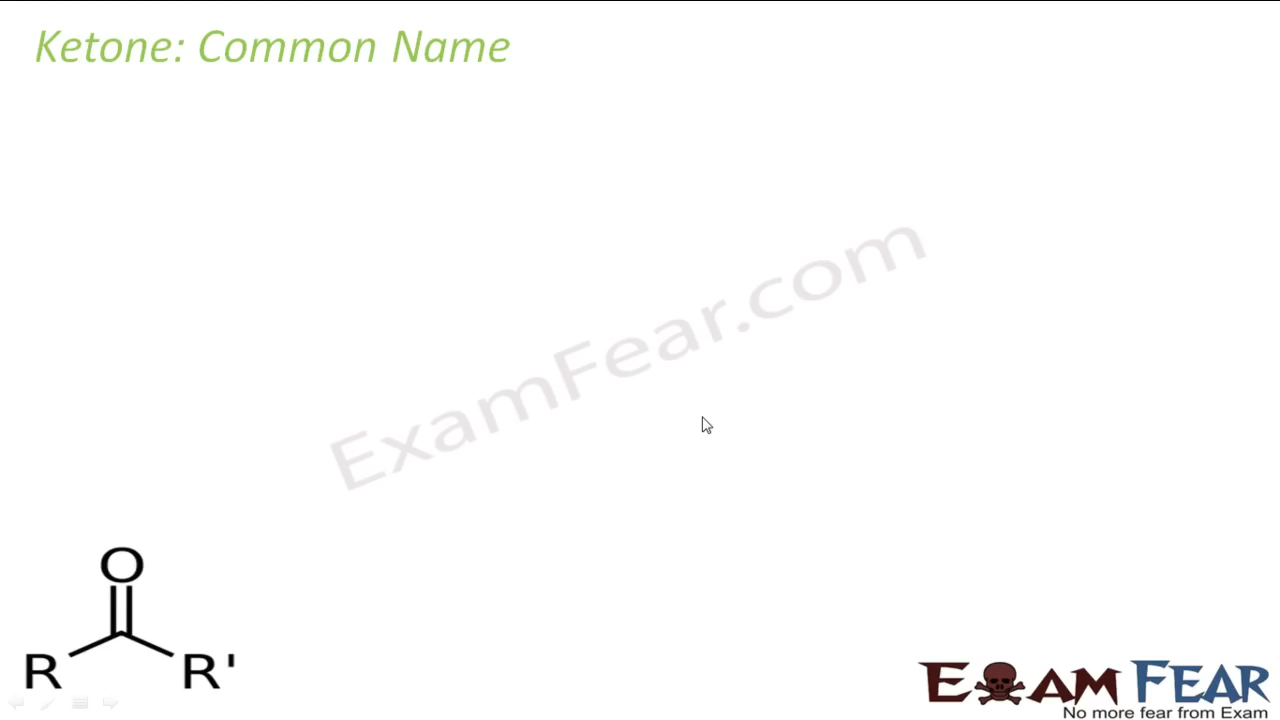 Ketone: Common Name
ExamFear.com
O
R R'
EXAM FEAR
No more fear from Exam